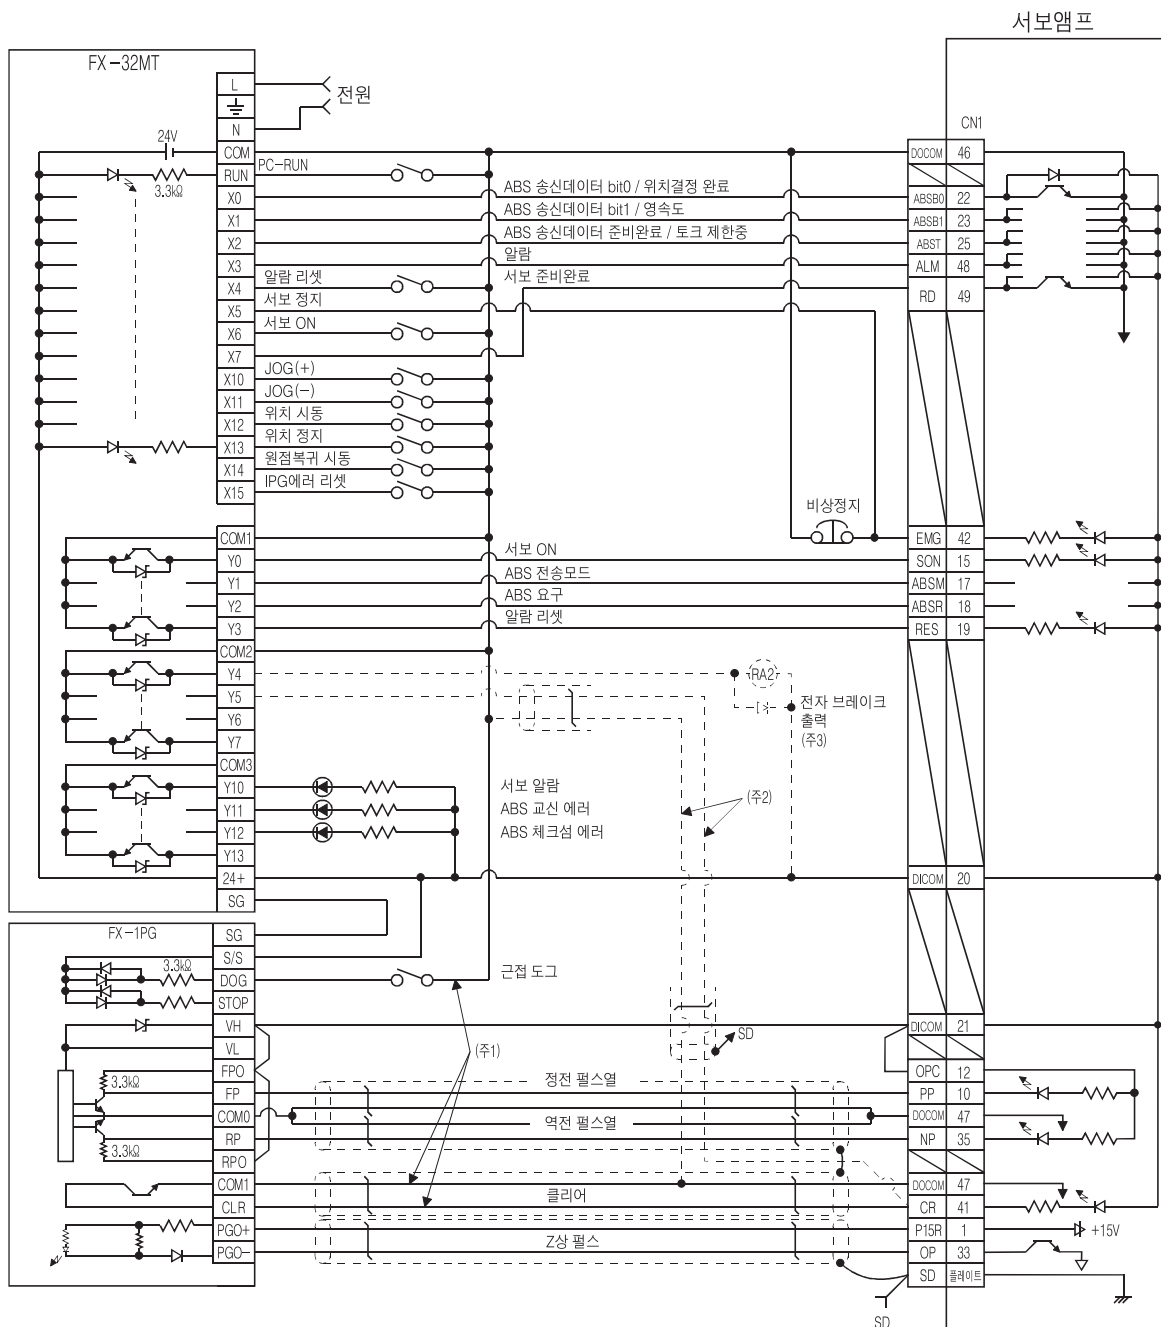 서보앰프
FX-32MT
CN1
L
전원
N
24V
COM
DOCOM 46
3.3kΩ
RUN PC-RUN
X0 ABS 송신데이터 bit0 / 위치결정 완료 ABSB0 22
X1 ABS 송신데이터 bit1 / 영속도 ABSB1 23
X2 ABS 송신데이터 준비완료 / 토크 제한중 ABST 25
X3 알람 ALM 48
X4 알람 리셋 서보 준비완료 RD 49
X5 서보 정지
X6 서보 ON
X7
X10 JOG(+)
X11 JOG(-)
X12 위치 시동
X13 위치 정지
X14 원점복귀 시동
X15 IPG에러 리셋
비상정지
COM1 EMG 42
Y0 서보 ON SON 15
Y1 ABS 전송모드 ABSM 17
Y2 ABS 요구 ABSR 18
Y3 알람 리셋 RES 19
COM2
Y4 RA2
Y5 전자 브레이크
Y6 출력
Y7 (주3)
COM3
Y10 서보 알람
Y11 ABS 교신 에러 (주2)
Y12 ABS 체크섬 에러
Y13
24+ DICOM 20
SG
FX-1PG
SG
S/S
3.3kΩ DOG 근접 도그
STOP
VH DICOM 21
SD
VL (주1)
FPO 정전 펄스열 OPC 12
3.3kΩ
FP PP 10
COM0 역전 펄스열 DOCOM 47
RP NP 35
3.3kΩ
RPO
COM1 클리어 DOCOM 47
CLR CR 41
PGO+ Z상 펄스 P15R 1 +15V
PGO- OP 33
SD 플레이트
SD